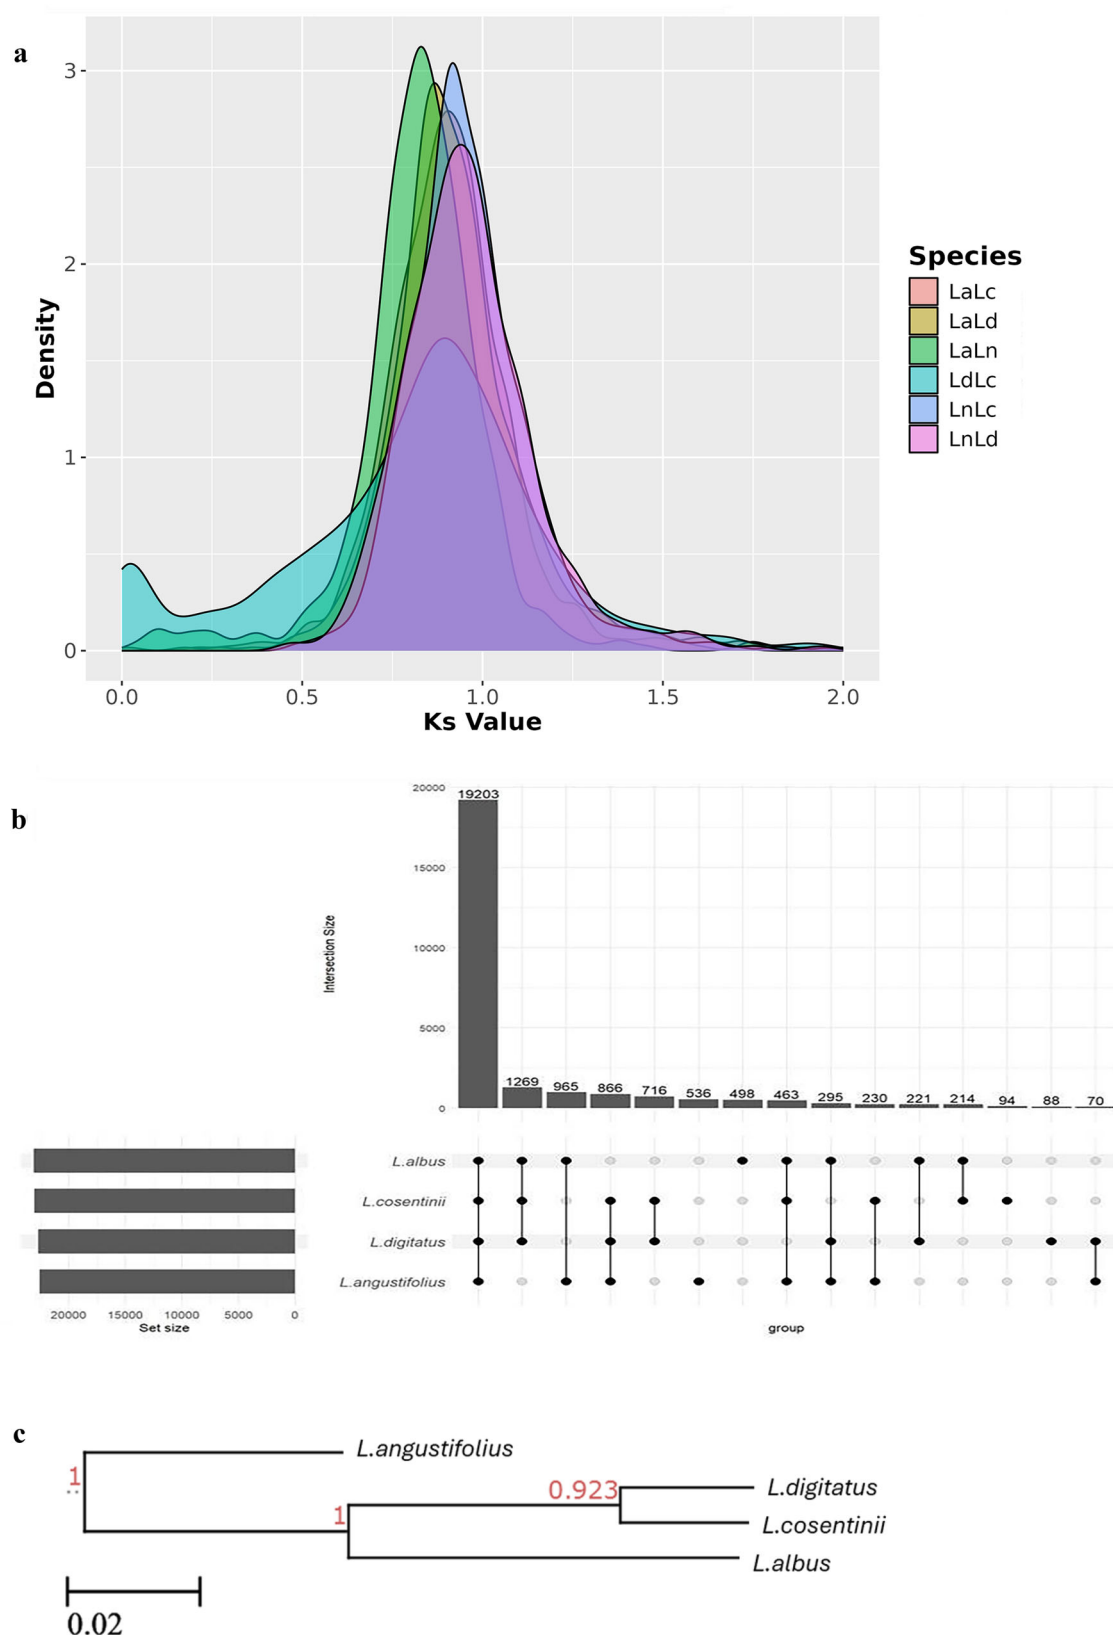 a
3
2
1
0
Density
0.0 0.5 1.0 1.5 2.0
Ks Value
Species
LaLc
LaLd
LaLn
LdLc
LnLc
LnLd
b
20000
15000
10000
5000
0
Intersection Size
19203 1269 965 866 716 536 498 463 295 230 221 214 94 88 70
L.albus
L.cosentinii
L.digitatus
L.angustifolius
20000 15000 10000 5000 0
Set size
group
c
L.angustifolius
1
0.923
L.digitatus
1
L.cosentinii
L.albus
0.02